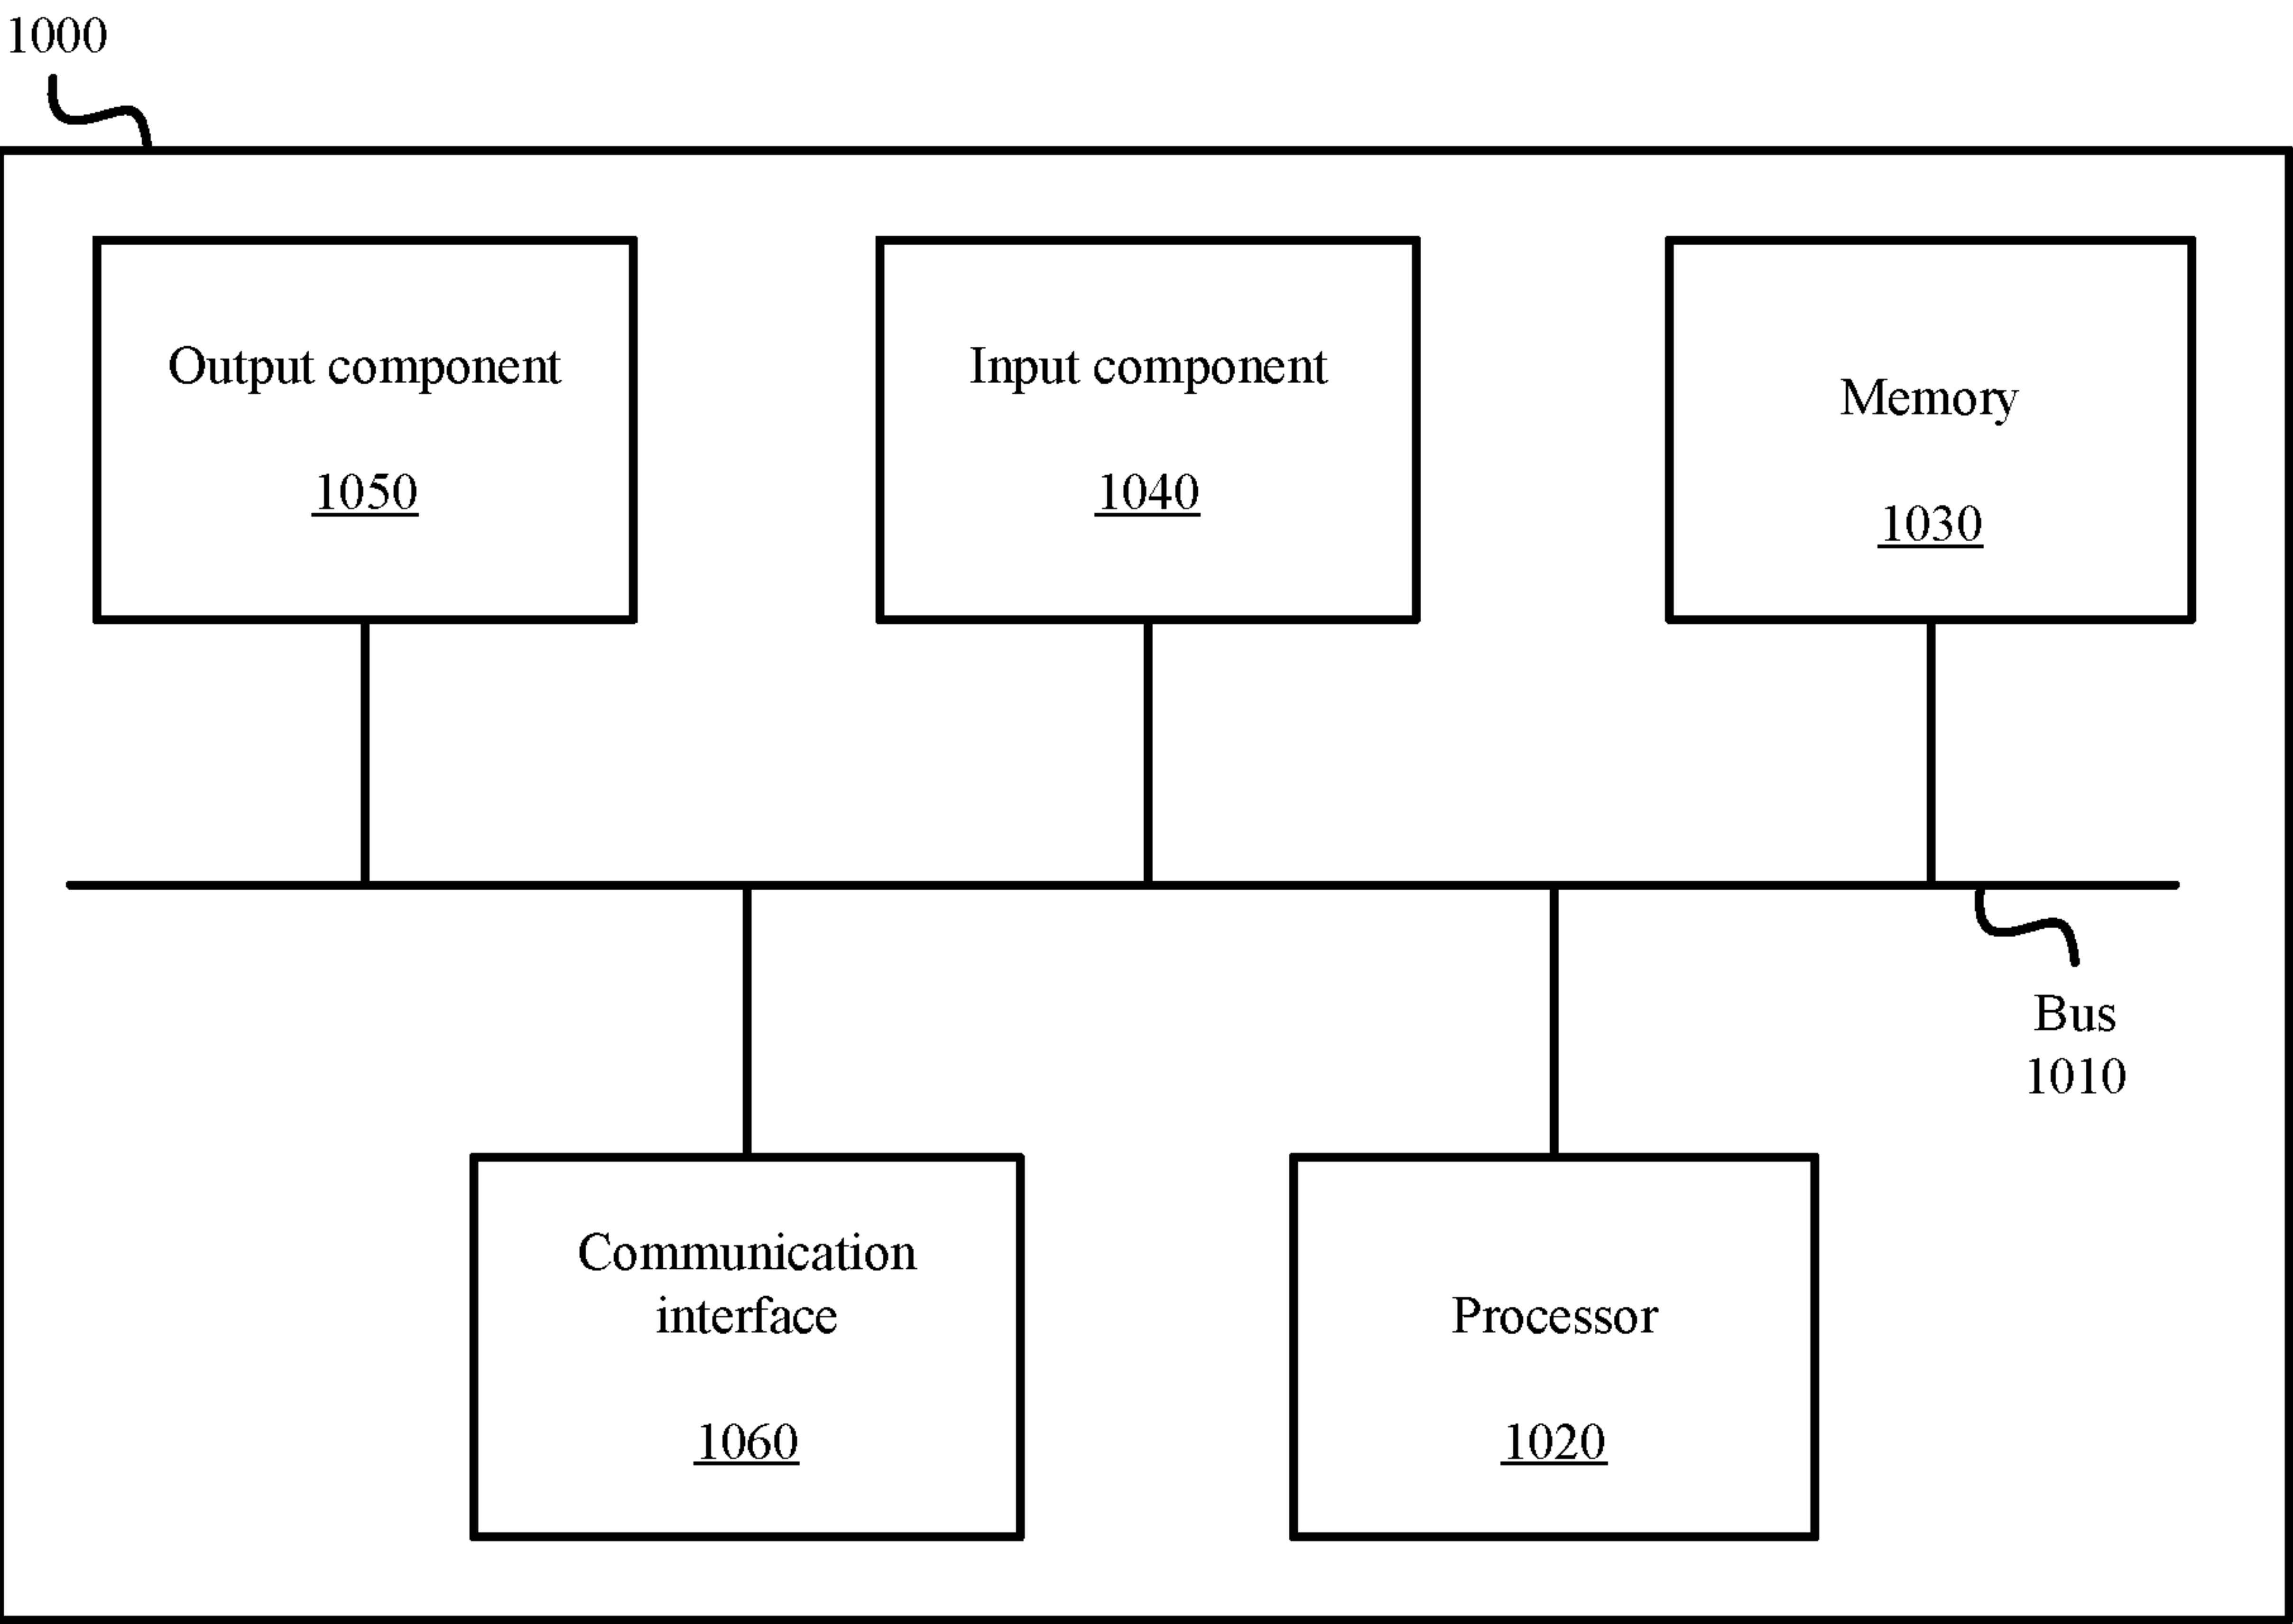 1000
Output component
1050
Input component
1040
Memory
1030
Bus
1010
Communication
interface
1060
Processor
1020